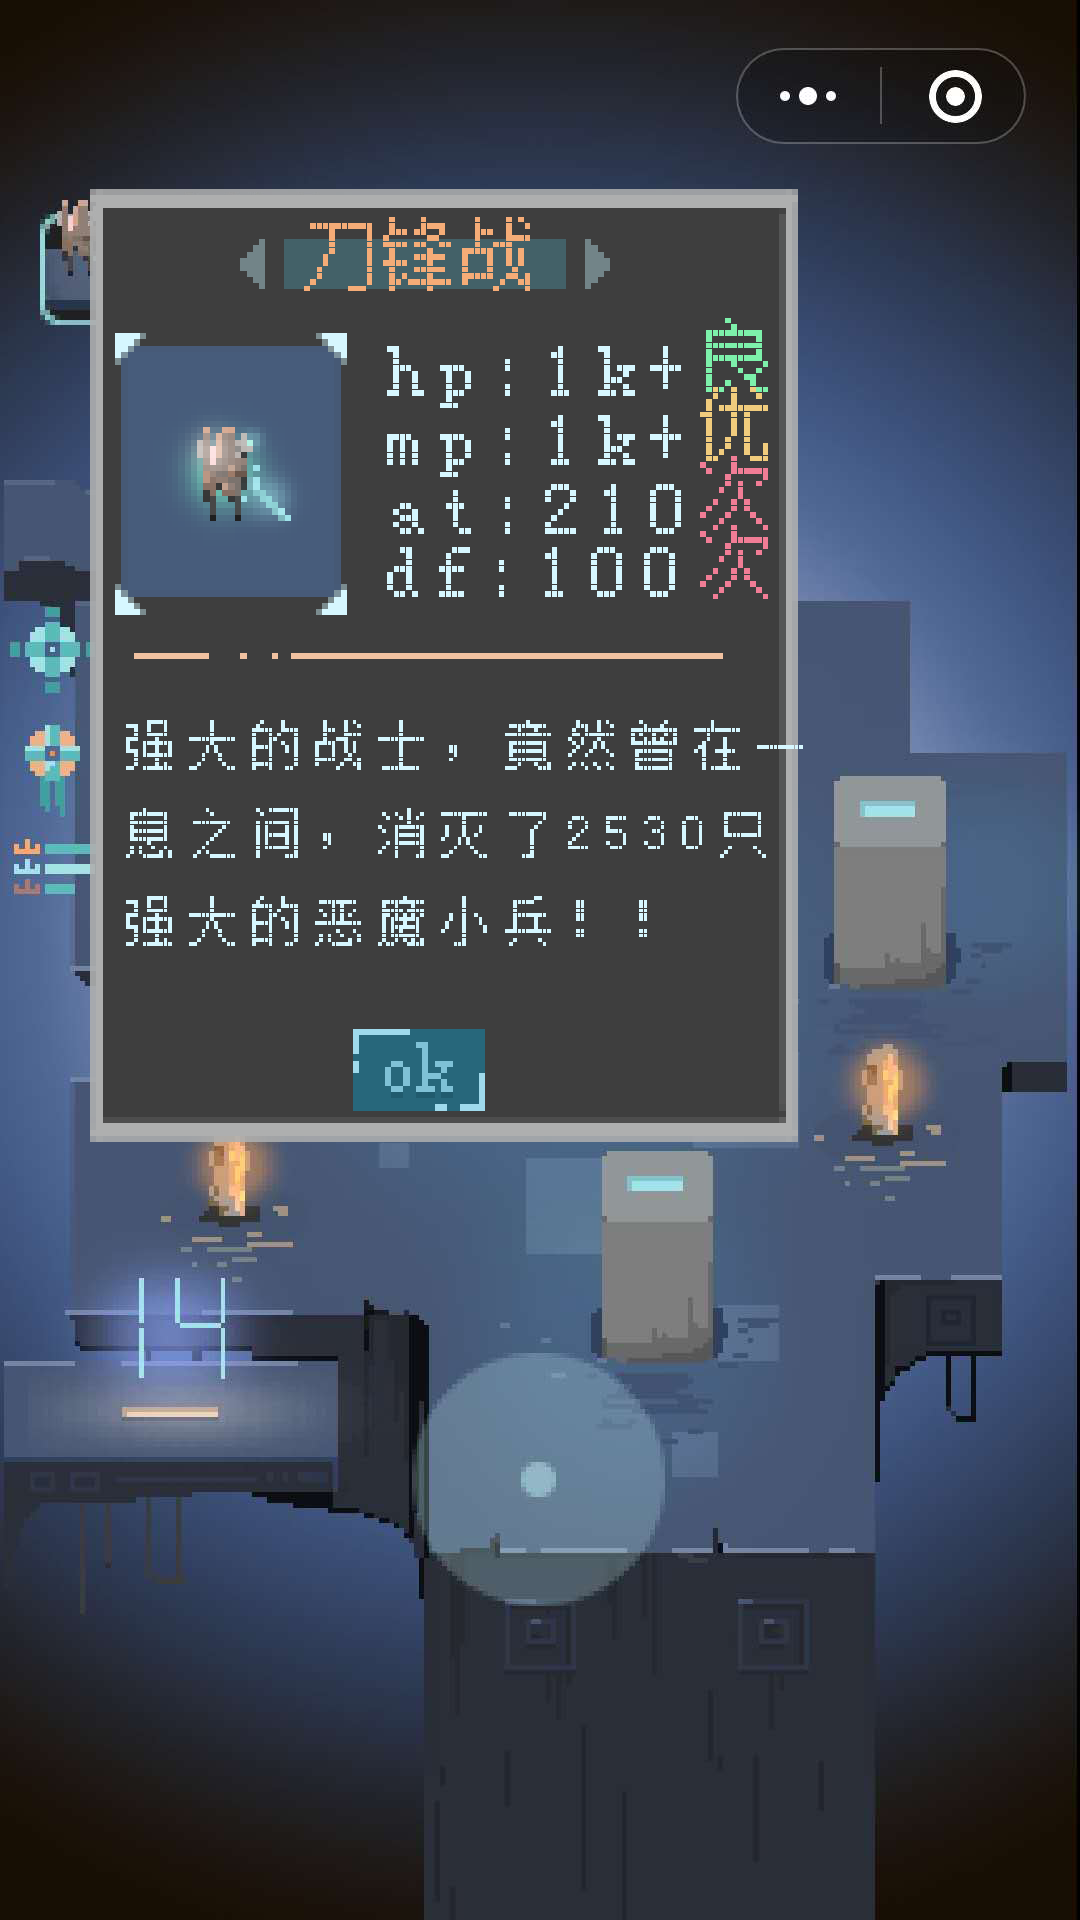 刀锋战
hp:1k+ 良
mp:1k+ 优
at:210 次
df:100 次
强大的战士，竟然曾在一
息之间，消灭了2530只
强大的恶魔小兵！！
ok